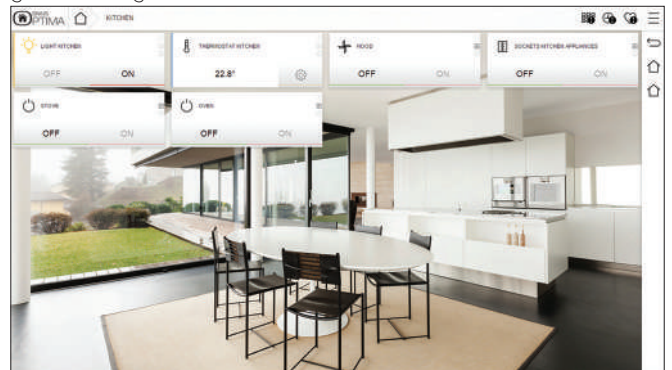 OPTIMA
KITCHEN
LIGHT KITCHEN
OFF ON
THERMOSTAT KITCHEN
22.8°
HOOD
OFF ON
SOCKETS KITCHEN APPLIANCES
OFF ON
STOVE
OFF ON
OVEN
OFF ON